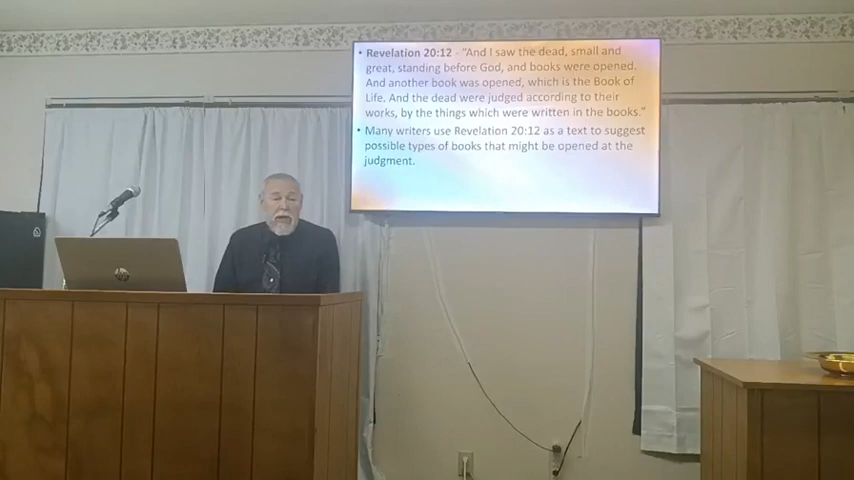 • Revelation 20:12 - "And I saw the dead, small and
great, standing before God, and books were opened.
And another book was opened, which is the Book of
Life. And the dead were judged according to their
works, by the things which were written in the books."
• Many writers use Revelation 20:12 as a text to suggest
possible types of books that might be opened at the
judgment.
hp